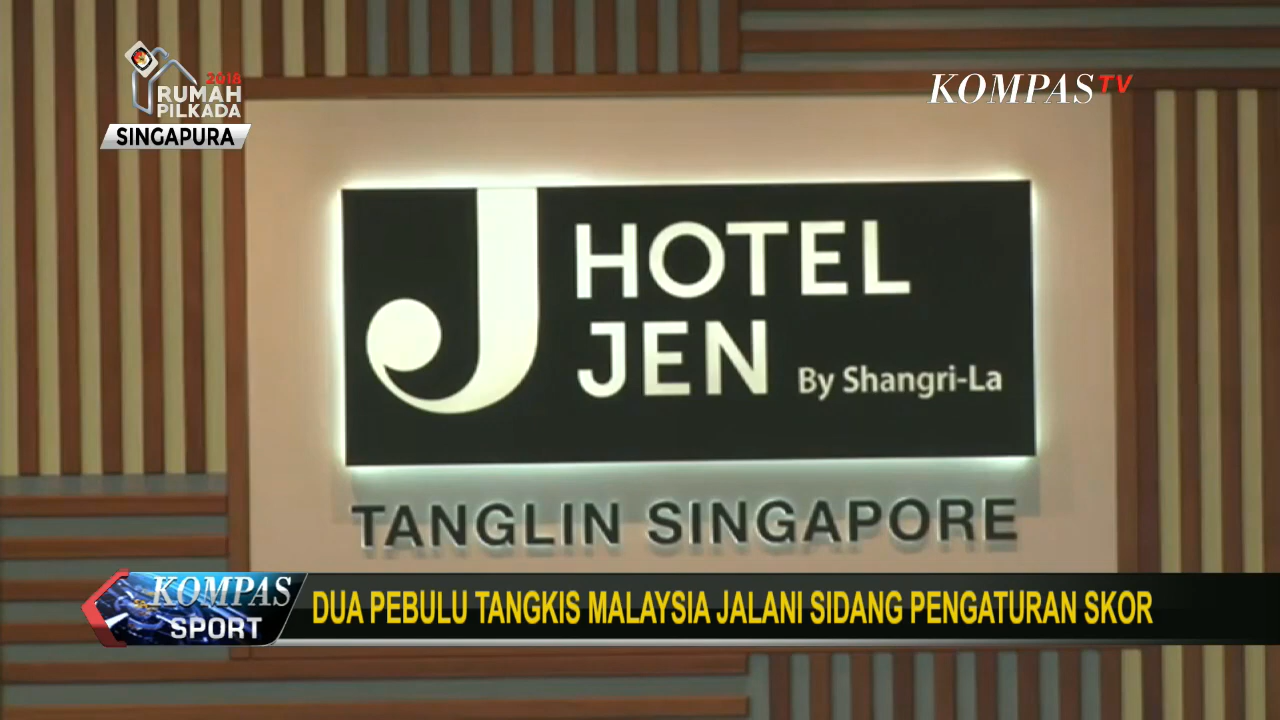 2018
RUMAH
PILKADA
SINGAPURA
KOMPASTV
HOTEL
JEN
By Shangri-La
TANGLIN SINGAPORE
KOMPAS
SPORT
DUA PEBULU TANGKIS MALAYSIA JALANI SIDANG PENGATURAN SKOR